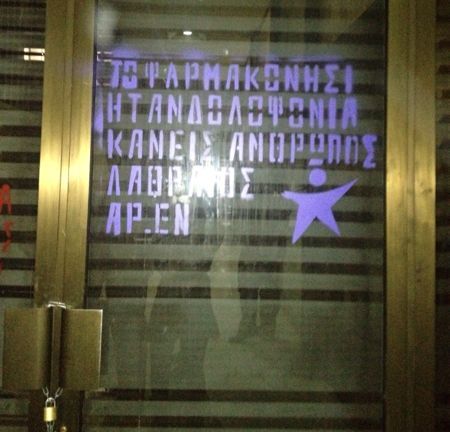 ΤΟ ΦΑΡΜΑΚΟΝΗΣΙ
ΗΤΑΝ ΔΟΛΟΦΟΝΙΑ
ΚΑΝΕΙΣ ΑΝΘΡΩΠΟΣ
ΛΑΘΡΑΙΟΣ
ΑΡ.ΕΝ